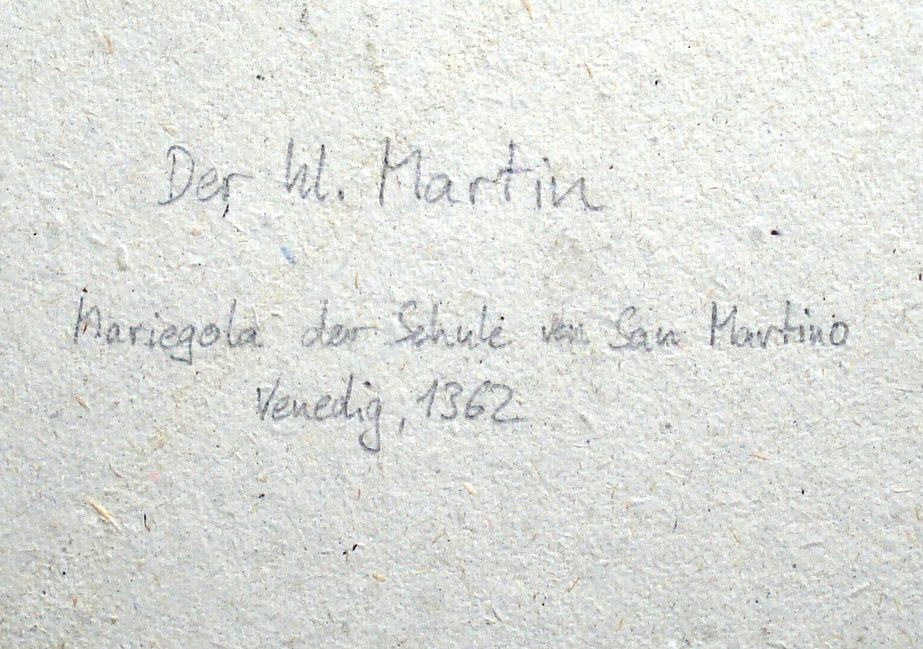 Der hl. Martin
Mariegola der Schule von San Martino
Venedig, 1362